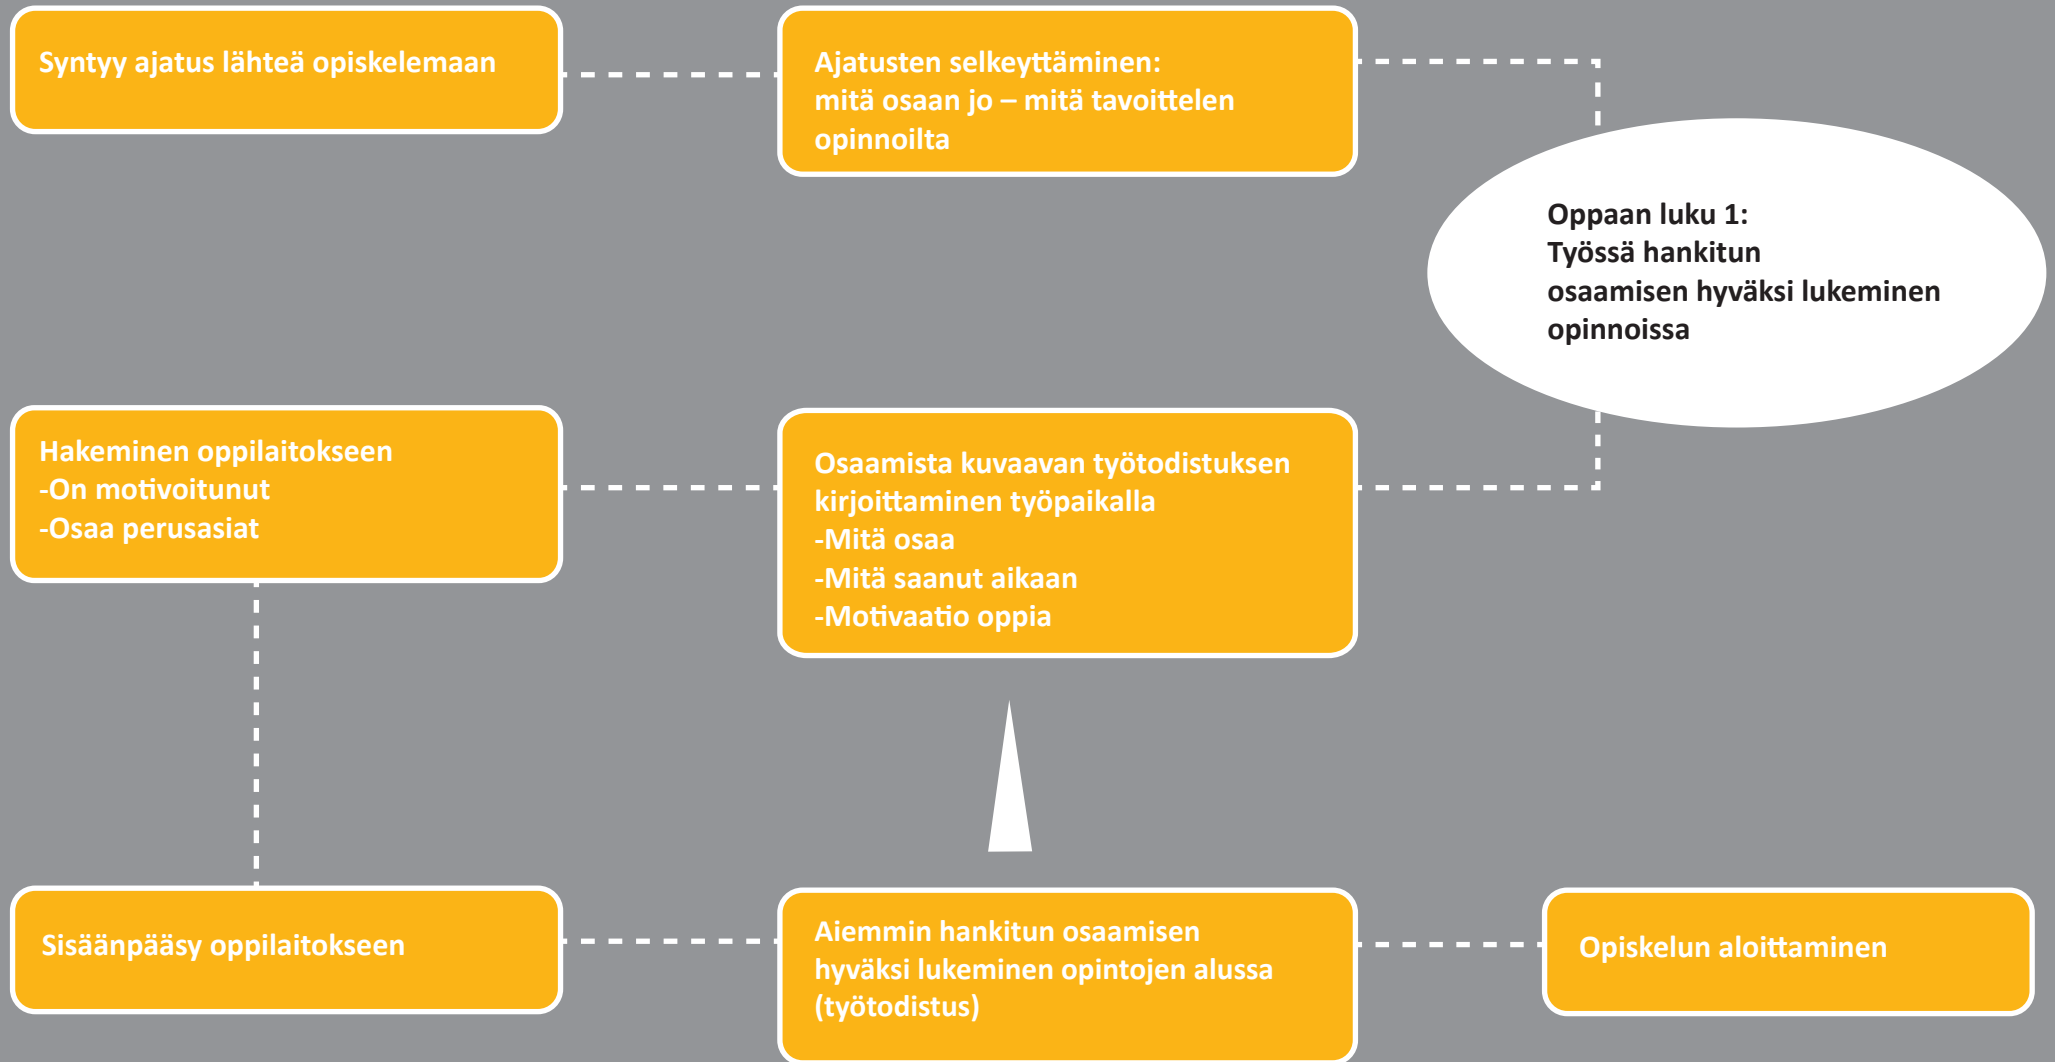 Syntyy ajatus lähteä opiskelemaan
Ajatusten selkeyttäminen:
mitä osaan jo – mitä tavoittelen
opinnoilta
Oppaan luku 1:
Työssä hankitun
osaamisen hyväksi lukeminen
opinnoissa
Hakeminen oppilaitokseen
-On motivoitunut
-Osaa perusasiat
Osaamista kuvaavan työtodistuksen
kirjoittaminen työpaikalla
-Mitä osaa
-Mitä saanut aikaan
-Motivaatio oppia
Sisäänpääsy oppilaitokseen
Aiemmin hankitun osaamisen
hyväksi lukeminen opintojen alussa
(työtodistus)
Opiskelun aloittaminen